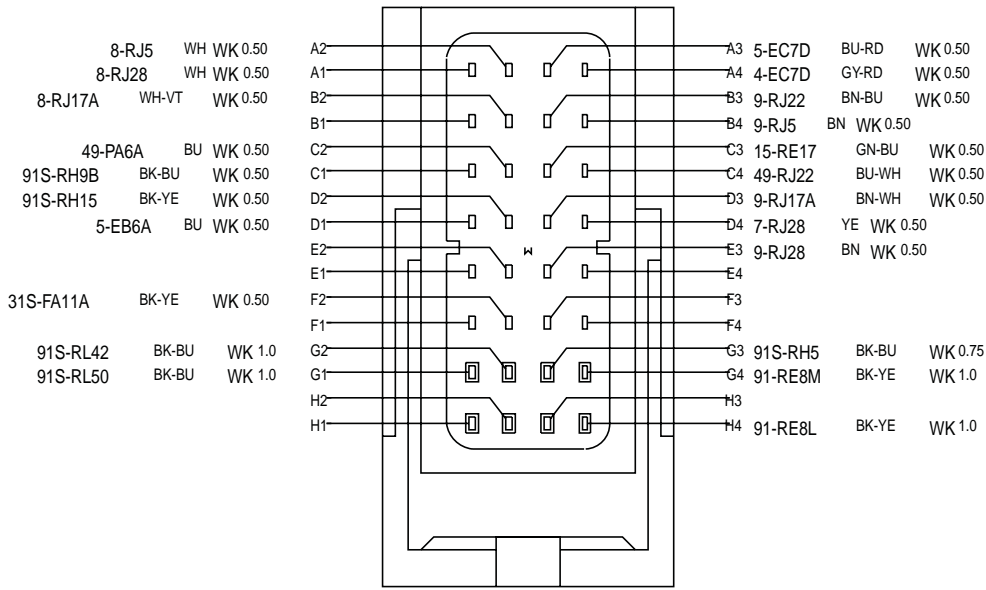 8-RJ5 WH WK 0.50 A2 A3 5-EC7D BU-RD WK 0.50
8-RJ28 WH WK 0.50 A1 A4 4-EC7D GY-RD WK 0.50
8-RJ17A WH-VT WK 0.50 B2 B3 9-RJ22 BN-BU WK 0.50
B1 B4 9-RJ5 BN WK 0.50
49-PA6A BU WK 0.50 C2 C3 15-RE17 GN-BU WK 0.50
91S-RH9B BK-BU WK 0.50 C1 C4 49-RJ22 BU-WH WK 0.50
91S-RH15 BK-YE WK 0.50 D2 D3 9-RJ17A BN-WH WK 0.50
5-EB6A BU WK 0.50 D1 D4 7-RJ28 YE WK 0.50
E2 W E3 9-RJ28 BN WK 0.50
E1 E4
31S-FA11A BK-YE WK 0.50 F2 F3
F1 F4
91S-RL42 BK-BU WK 1.0 G2 G3 91S-RH5 BK-BU WK 0.75
91S-RL50 BK-BU WK 1.0 G1 G4 91-RE8M BK-YE WK 1.0
H2 H3
H1 H4 91-RE8L BK-YE WK 1.0